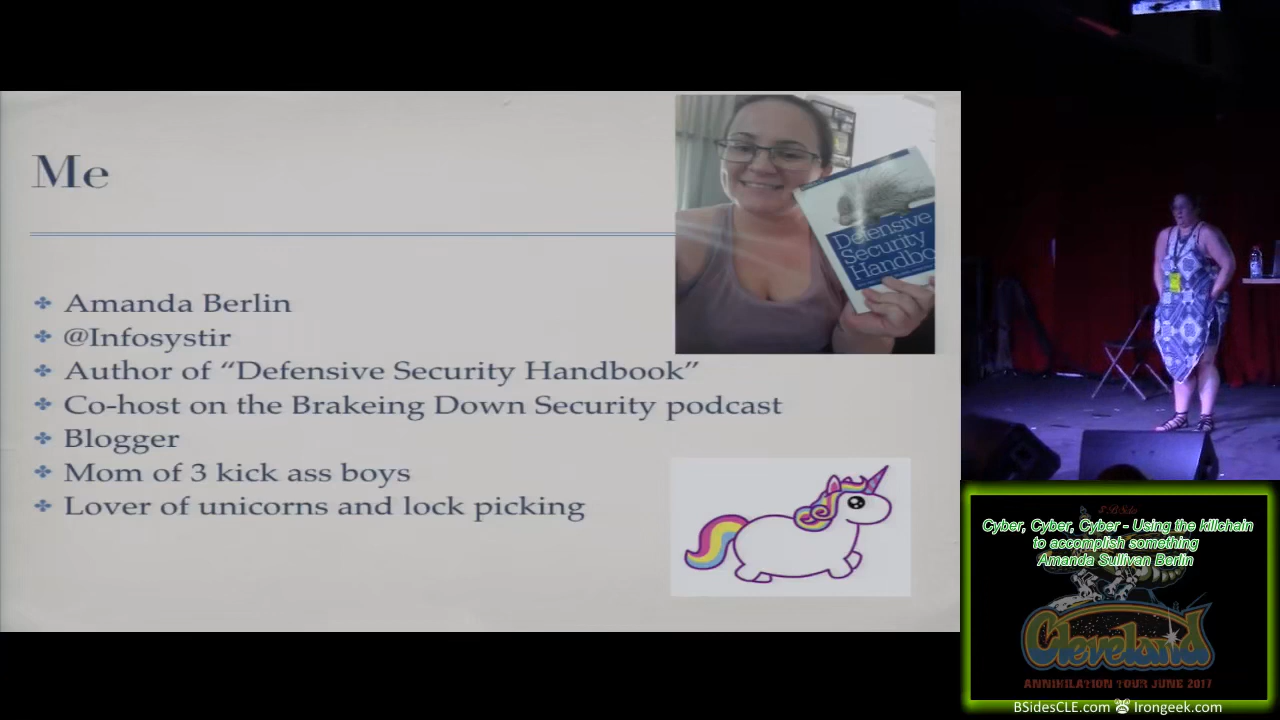 Me
Amanda Berlin
@Infosystir
Author of “Defensive Security Handbook”
Co-host on the Brakeing Down Security podcast
Blogger
Mom of 3 kick ass boys
Lover of unicorns and lock picking
Defensive
Security
Handbo
Cyber, Cyber, Cyber - Using the killchain
to accomplish something
Amanda Sullivan Berlin
Cleveland
ANNIHILATION TOUR JUNE 2017
BSidesCLE.com Irongeek.com